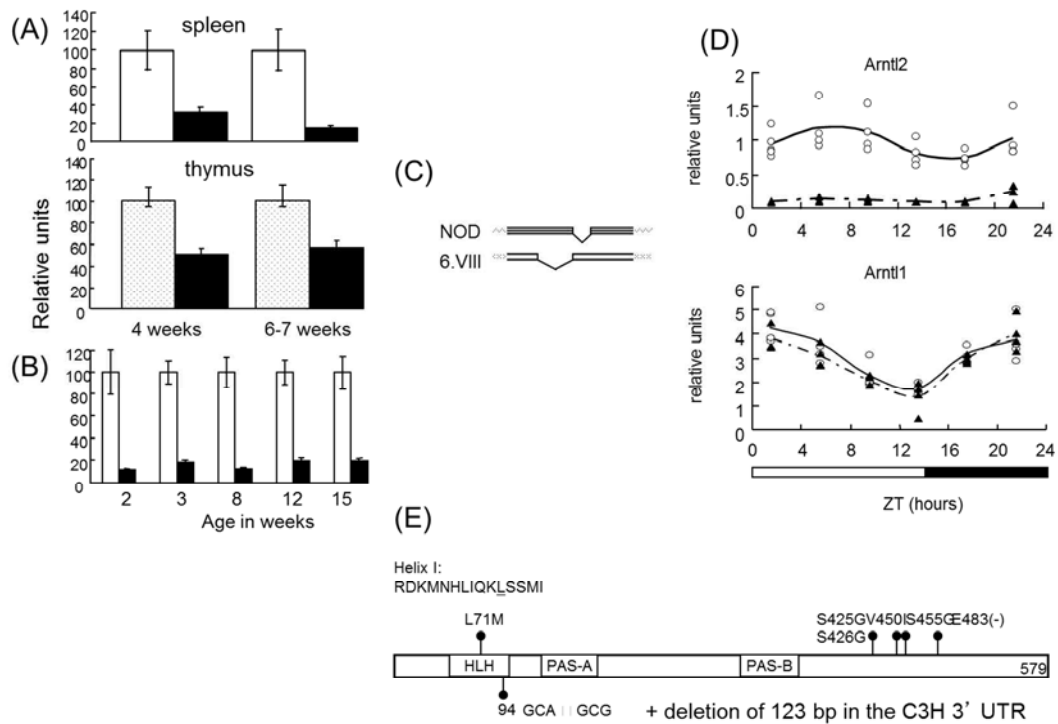 (A)
spleen
140
120
100
80
60
40
20
0
thymus
140
120
100
80
60
40
20
0
Relative units
4 weeks 6-7 weeks
(B)
120
100
80
60
40
20
0
2 3 8 12 15
Age in weeks
(C)
NOD
6.VIII
(D)
Arntl2
relative units
2
1.5
1
0.5
0
0 4 8 12 16 20 24
Arntl1
relative units
6
5
4
3
2
1
0
0 4 8 12 16 20 24
ZT (hours)
(E)
Helix I:
RDKMNHLIQKLSSMI
L71M
S425GV450IS455GE483(-)
S426G
HLH PAS-A PAS-B 579
94 GCA GCG + deletion of 123 bp in the C3H 3' UTR